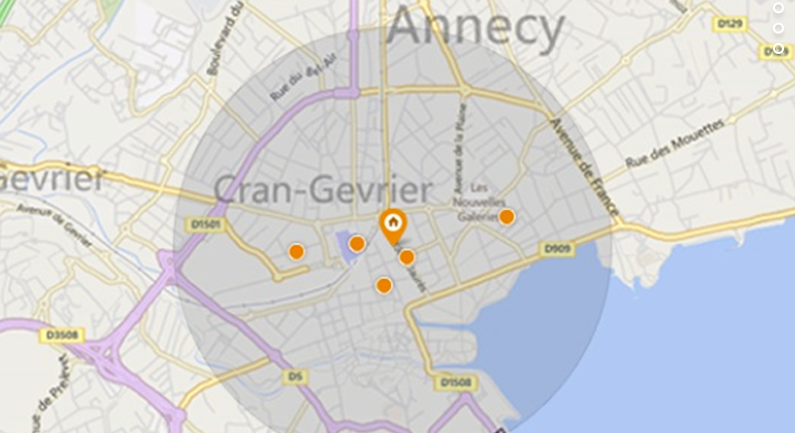 Annecy
D129
Boulevard du
Rue du Bel-Air
Avenue de la Plaine
Avenue de France
Rue des Mouettes
Gevrier
Cran-Gevrier
Les
Nouvelles
Galeries
Avenue de Gevrier
D1501
D909
Jaurès
D3508
D5
D1508